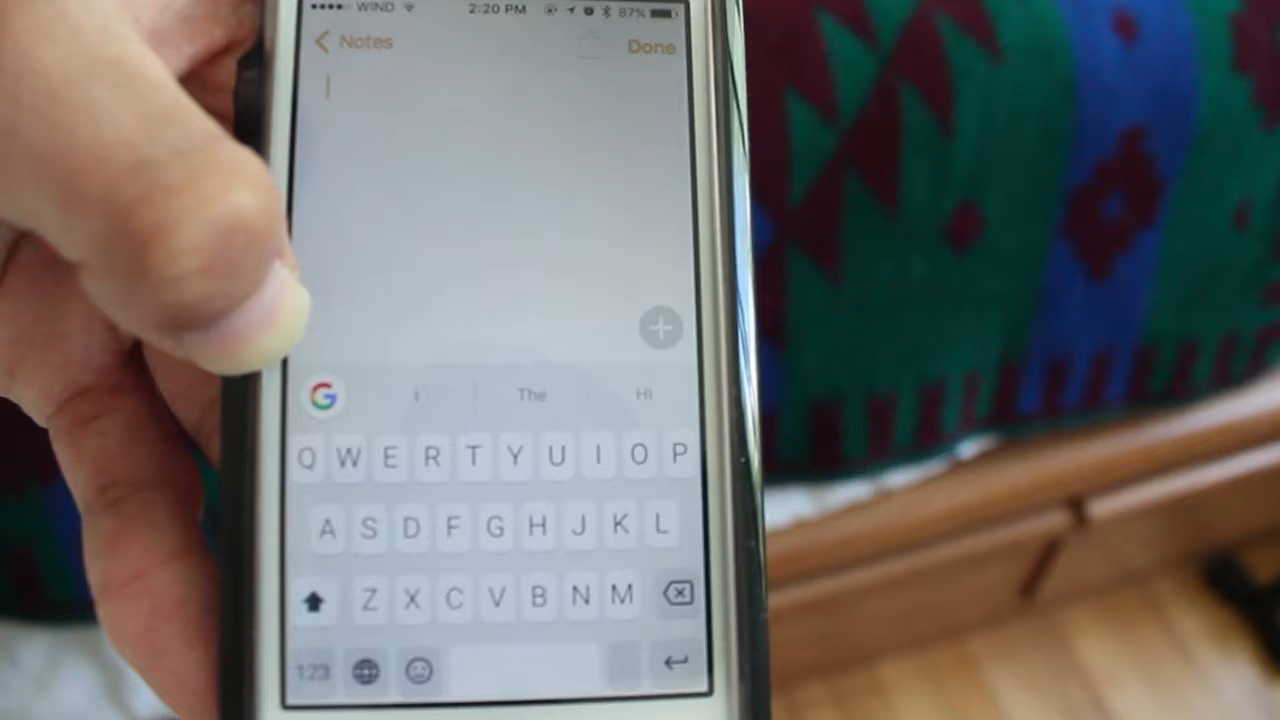 WIND 2:20 PM 87%
Notes Done
G I The Hi
Q W E R T Y U I O P
A S D F G H J K L
Z X C V B N M
123